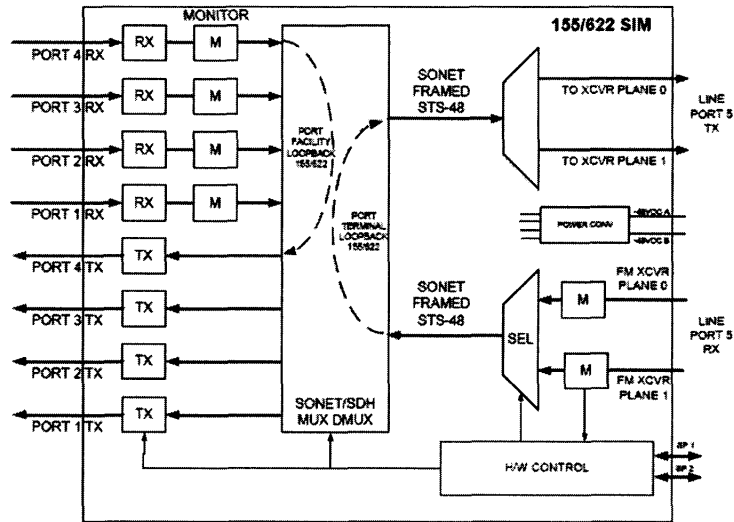 MONITOR
155/622 SIM
PORT 4 RX
RX
M
PORT 3 RX
RX
M
PORT 2 RX
RX
M
PORT 1 RX
RX
M
PORT 4 TX
TX
PORT 3 TX
TX
PORT 2 TX
TX
PORT 1 TX
TX
PORT
FACILITY
LOOPBACK
155/622
PORT
TERMINAL
LOOPBACK
155/622
SONET/SDH
MUX DMUX
SONET
FRAMED
STS-48
TO XCVR PLANE 0
TO XCVR PLANE 1
LINE
PORT 5
TX
POWER CONV
-48VDC A
-48VDC B
SONET
FRAMED
STS-48
SEL
M
M
FM XCVR
PLANE 0
FM XCVR
PLANE 1
LINE
PORT 5
RX
H/W CONTROL
SP 1
SP 2